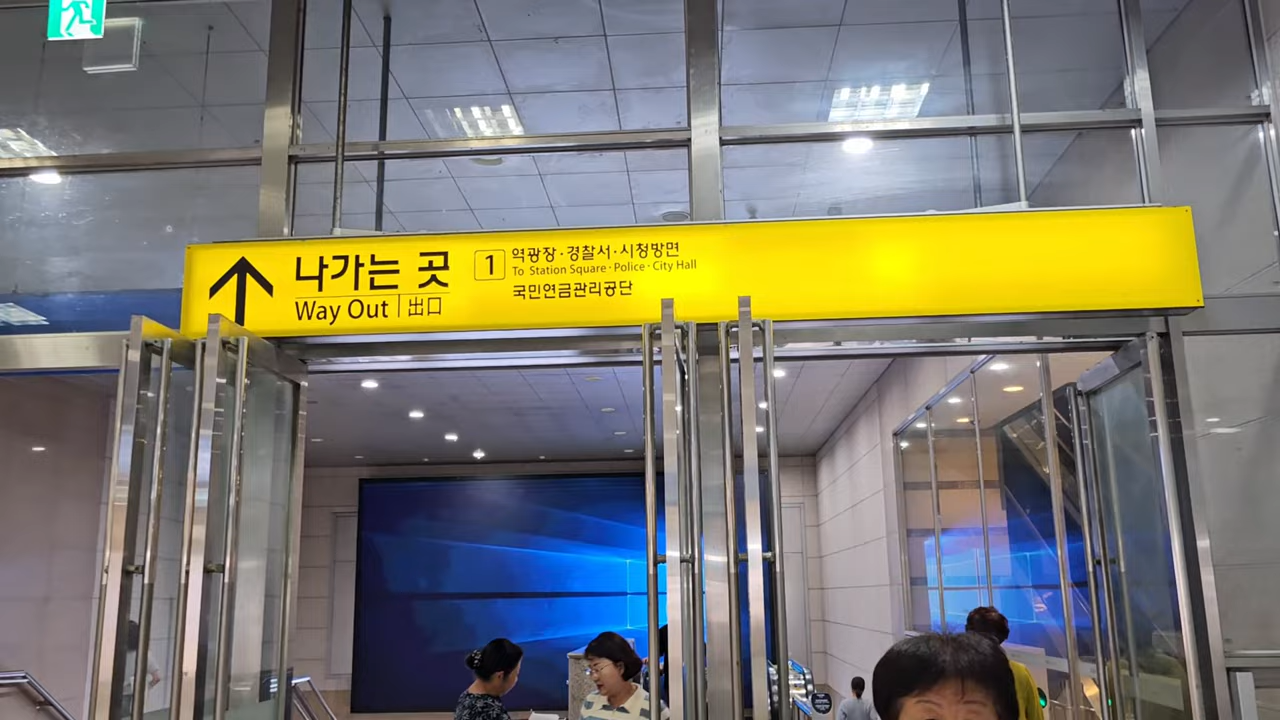 나가는 곳
Way Out | 出口
1 역광장·경찰서·시청방면
To Station Square·Police·City Hall
국민연금관리공단